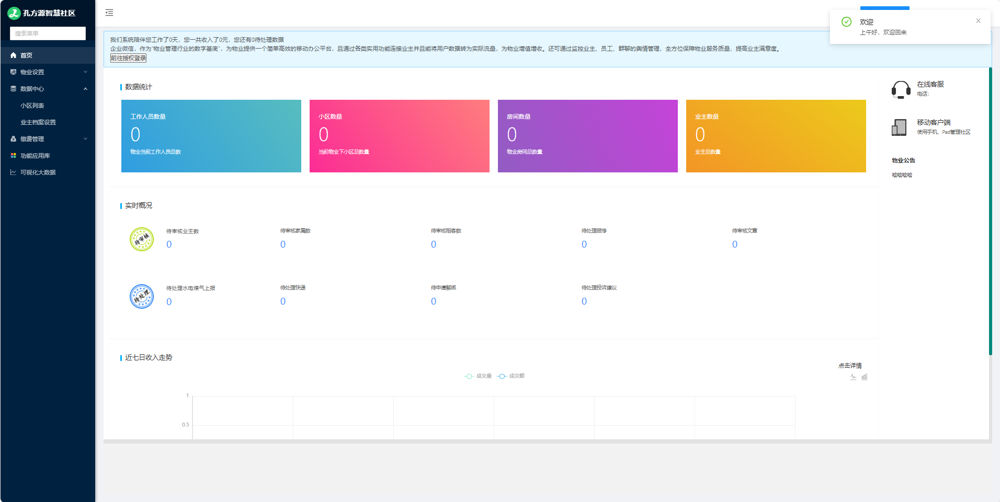 孔方源智慧社区
搜索菜单
首页
物业设置
数据中心
小区列表
业主档案设置
缴费管理
功能应用库
可视化大数据
欢迎
上午好，欢迎回来
我们系统陪伴您工作了0天，您一共收入了0元，您还有0待处理数据
企业微信，作为“物业管理行业的数字基底”，为物业提供一个简单高效的移动办公平台，且通过各类实用功能连接业主并且能将用户数据转为实际流量，为物业增值增收。还可通过监控业主、员工、群聊的舆情管理，全方位保障物业服务质量，提高业主满意度。
前往授权登录
数据统计
工作人员数量
0
物业当前工作人员总数
小区数量
0
当前物业下小区总数量
房间数量
0
物业房间总数量
业主数量
0
业主总数量
在线客服
电话：
移动客户端
使用手机、Pad管理社区
物业公告
哈哈哈哈
实时概况
待审核
待审核业主数
0
待审核家属数
0
待审核租客数
0
待处理报修
0
待审核文章
0
待处理
待处理水电煤气上报
0
待处理快递
0
待申请解绑
0
待处理投诉建议
0
近七日收入走势
点击详情
成交量 成交额
1
0.5